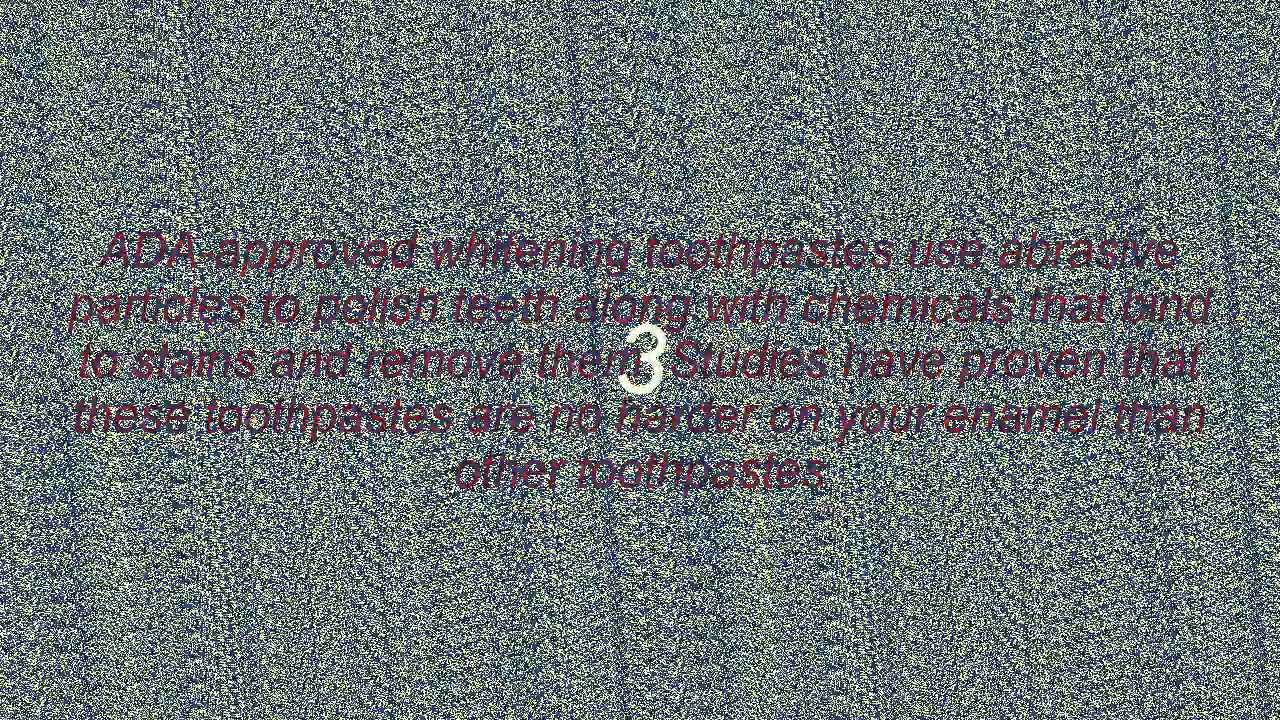 ADA-approved whitening toothpastes use abrasive
particles to polish teeth along with chemicals that bind
to stains and remove them. Studies have proven that
these toothpastes are no harder on your enamel than
other toothpastes
3